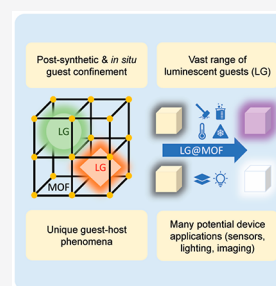 Post-synthetic & in situ
guest confinement
Vast range of
luminescent guests (LG)
LG
LG
MOF
LG@MOF
Unique guest-host
phenomena
Many potential device
applications (sensors,
lighting, imaging)